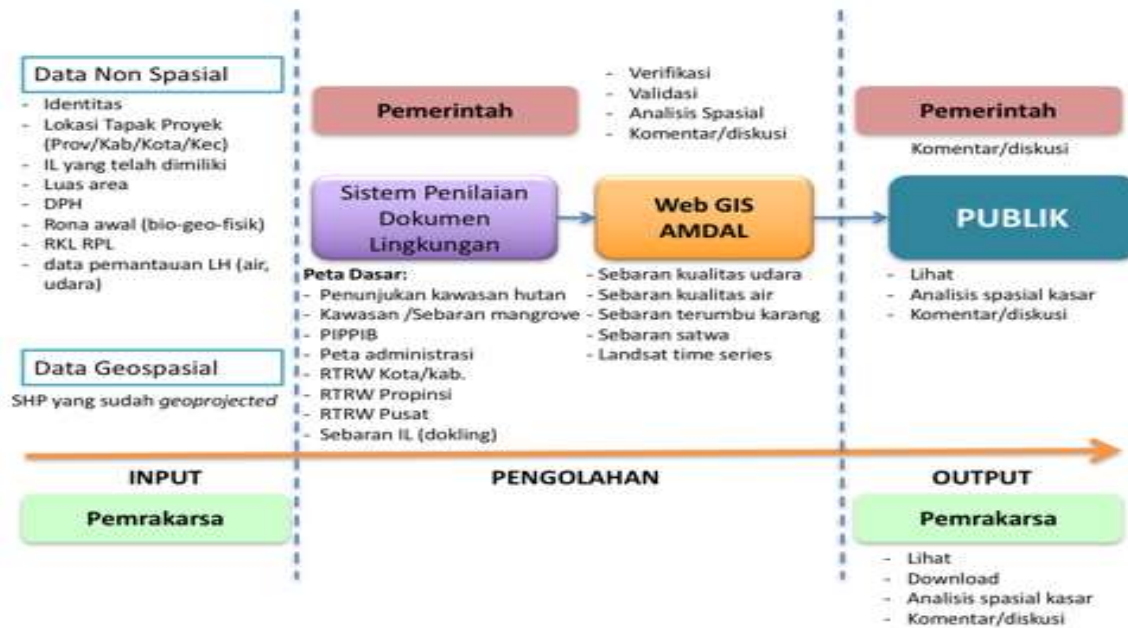 Data Non Spasial
- Identitas
- Lokasi Tapak Proyek
(Prov/Kab/Kota/Kec)
- IL yang telah dimiliki
- Luas area
- DPH
- Rona awal (bio-geo-fisik)
- RKL RPL
- data pemantauan LH (air,
udara)
Data Geospasial
SHP yang sudah geoprojected
Pemerintah
- Verifikasi
- Validasi
- Analisis Spasial
- Komentar/diskusi
Sistem Penilaian
Dokumen
Lingkungan
Web GIS
AMDAL
Peta Dasar:
- Penunjukan kawasan hutan
- Kawasan /Sebaran mangrove
- PIPPIB
- Peta administrasi
- RTRW Kota/kab.
- RTRW Propinsi
- RTRW Pusat
- Sebaran IL (dokling)
- Sebaran kualitas udara
- Sebaran kualitas air
- Sebaran terumbu karang
- Sebaran satwa
- Landsat time series
Pemerintah
Komentar/diskusi
PUBLIK
- Lihat
- Analisis spasial kasar
- Komentar/diskusi
INPUT
PENGOLAHAN
OUTPUT
Pemrakarsa
Pemrakarsa
- Lihat
- Download
- Analisis spasial kasar
- Komentar/diskusi